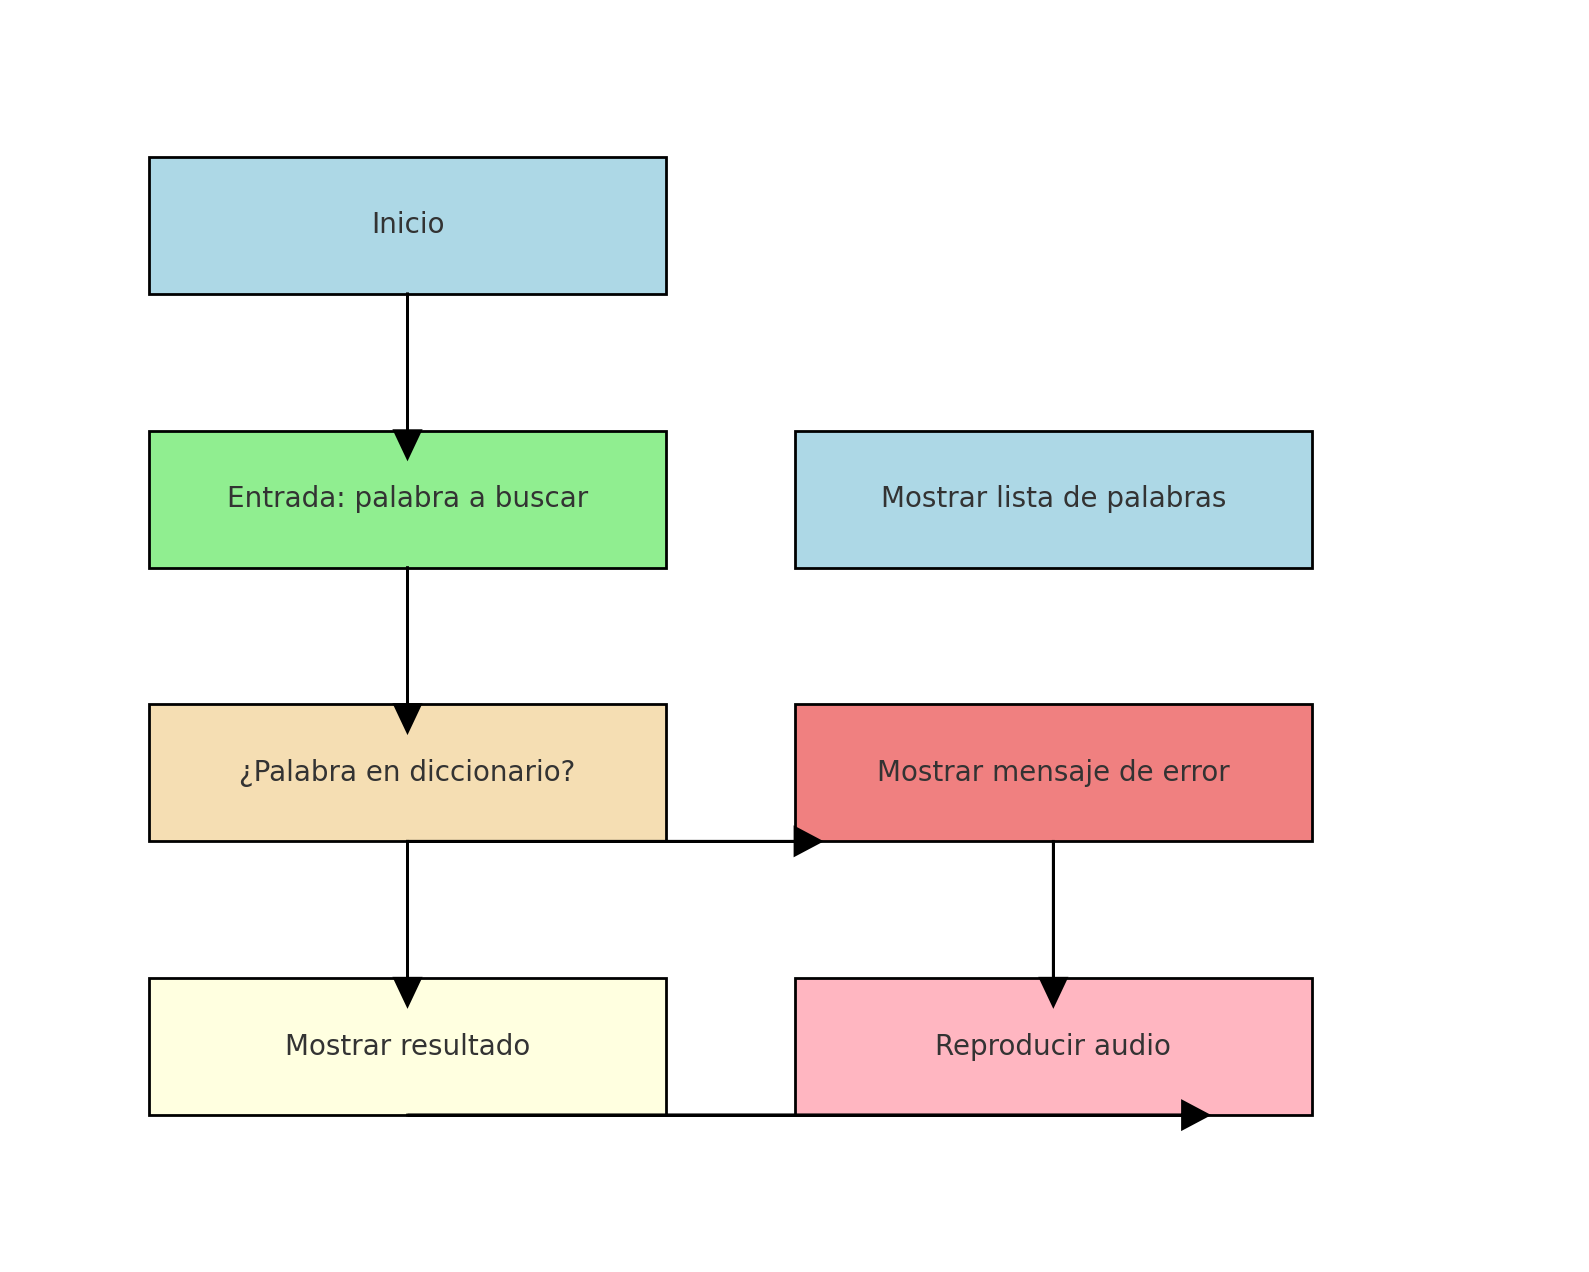 Inicio
Entrada: palabra a buscar
Mostrar lista de palabras
¿Palabra en diccionario?
Mostrar mensaje de error
Mostrar resultado
Reproducir audio